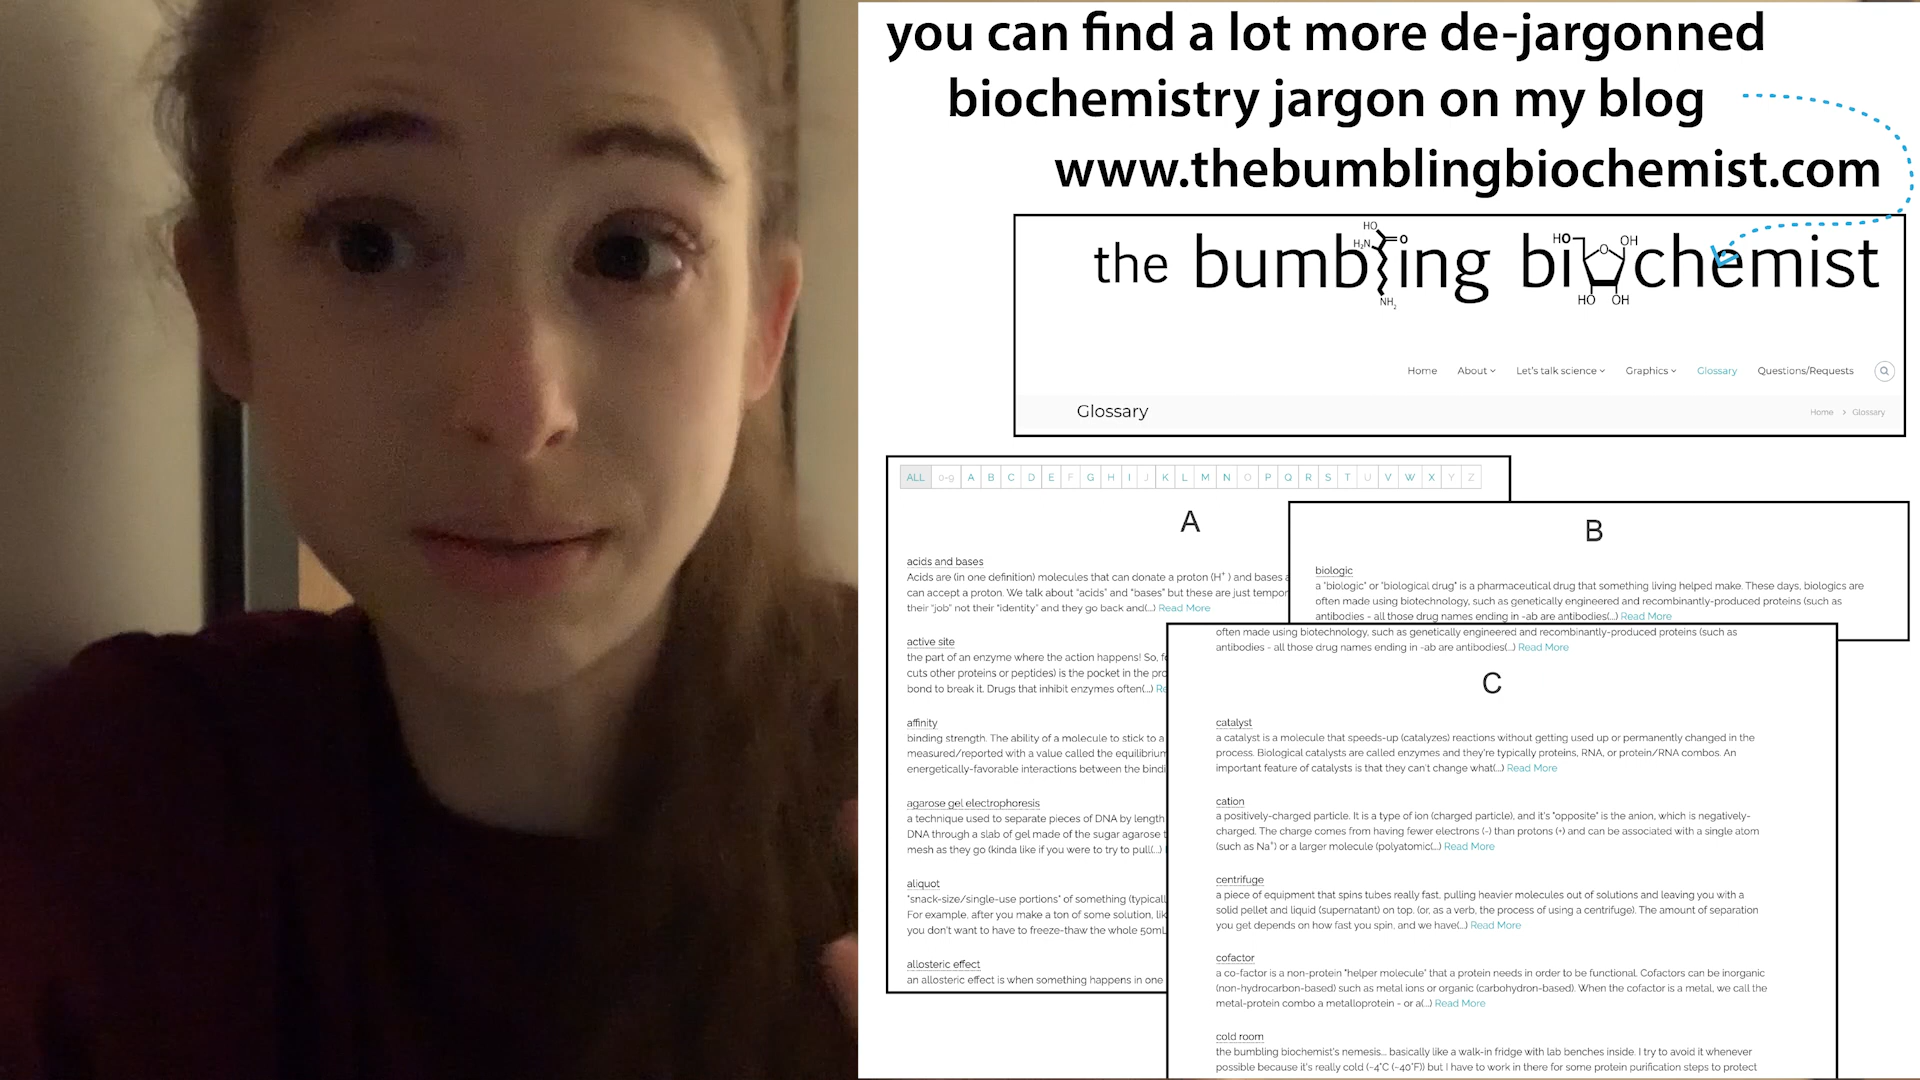 you can find a lot more de-jargonned
biochemistry jargon on my blog
www.thebumblingbiochemist.com
the bumbling biochemist
HO
H₂N
O
NH₂
HO
O
OH
HO
OH
Home
About
Let's talk science
Graphics
Glossary
Questions/Requests
Glossary
Home > Glossary
ALL 0-9 A B C D E F G H I J K L M N O P Q R S T U V W X Y Z
A
acids and bases
Acids are (in one definition) molecules that can donate a proton (H⁺ ) and bases
can accept a proton. We talk about "acids" and "bases" but these are just
their "job" not their "identity" and they go back and(...) Read More
active site
the part of an enzyme where the action happens! So,
cuts other proteins or peptides) is the pocket in the
bond to break it. Drugs that inhibit enzymes often(...)
affinity
binding strength. The ability of a molecule to stick to a
measured/reported with a value called the equilibrium
energetically-favorable interactions between the
agarose gel electrophoresis
a technique used to separate pieces of DNA by length
DNA through a slab of gel made of the sugar agarose
mesh as they go (kinda like if you were to try to pull(...)
aliquot
"snack-size/single-use portions" of something
For example, after you make a ton of some solution,
you don't want to have to freeze-thaw the whole 50mL
allosteric effect
an allosteric effect is when something happens in one
B
biologic
a "biologic" or "biological drug" is a pharmaceutical drug that something living helped make. These days, biologics are
often made using biotechnology, such as genetically engineered and recombinantly-produced proteins (such as
antibodies - all those drug names ending in -ab are antibodies(...) Read More
often made using biotechnology, such as genetically engineered and recombinantly-produced proteins (such as
antibodies - all those drug names ending in -ab are antibodies(...) Read More
C
catalyst
a catalyst is a molecule that speeds-up (catalyzes) reactions without getting used up or permanently changed in the
process. Biological catalysts are called enzymes and they're typically proteins, RNA, or protein/RNA combos. An
important feature of catalysts is that they can't change what(...) Read More
cation
a positively-charged particle. It is a type of ion (charged particle), and it's "opposite" is the anion, which is negatively-
charged. The charge comes from having fewer electrons (-) than protons (+) and can be associated with a single atom
(such as Na⁺) or a larger molecule (polyatomic(...) Read More
centrifuge
a piece of equipment that spins tubes really fast, pulling heavier molecules out of solutions and leaving you with a
solid pellet and liquid (supernatant) on top. (or, as a verb, the process of using a centrifuge). The amount of separation
you get depends on how fast you spin, and we have(...) Read More
cofactor
a co-factor is a non-protein "helper molecule" that a protein needs in order to be functional. Cofactors can be inorganic
(non-hydrocarbon-based) such as metal ions or organic (carbohydron-based). When the cofactor is a metal, we call the
metal-protein combo a metalloprotein - or a(...) Read More
cold room
the bumbling biochemist's nemesis... basically like a walk-in fridge with lab benches inside. I try to avoid it whenever
possible because it's really cold (~4°C (~40°F)) but I have to work in there for some protein purification steps to protect